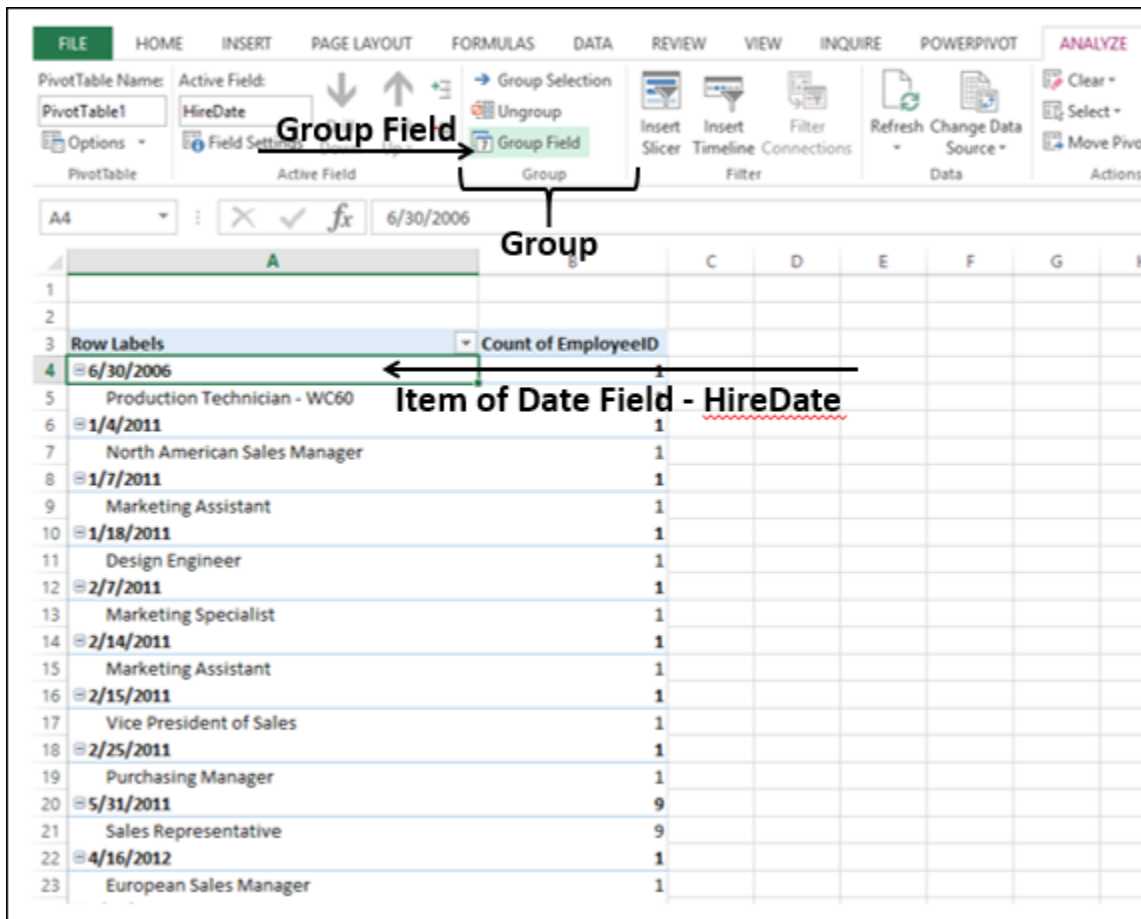 FILE HOME INSERT PAGE LAYOUT FORMULAS DATA REVIEW VIEW INQUIRE POWERPIVOT ANALYZE
PivotTable Name: Active Field: Group Selection Clear
PivotTable1 HireDate Ungroup Insert Insert Filter Refresh Change Data Select
Options Field Settings Group Field Group Field Slicer Timeline Connections Source Move Pivo
PivotTable Active Field Group Filter Data Actions
A4 fx 6/30/2006
Group
A B C D E F G
1
2
3 Row Labels Count of EmployeeID
4 6/30/2006 1
5 Production Technician - WC60
Item of Date Field - HireDate
6 1/4/2011 1
7 North American Sales Manager 1
8 1/7/2011 1
9 Marketing Assistant 1
10 1/18/2011 1
11 Design Engineer 1
12 2/7/2011 1
13 Marketing Specialist 1
14 2/14/2011 1
15 Marketing Assistant 1
16 2/15/2011 1
17 Vice President of Sales 1
18 2/25/2011 1
19 Purchasing Manager 1
20 5/31/2011 9
21 Sales Representative 9
22 4/16/2012 1
23 European Sales Manager 1